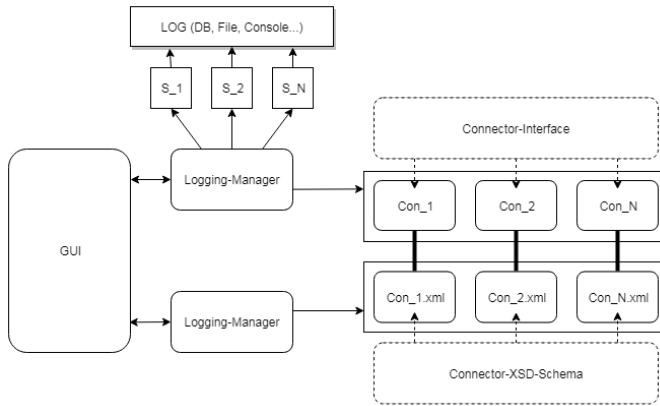 LOG (DB, File, Console...)
S_1
S_2
S_N
Connector-Interface
Logging-Manager
Con_1
Con_2
Con_N
GUI
Con_1.xml
Con_2.xml
Con_N.xml
Logging-Manager
Connector-XSD-Schema